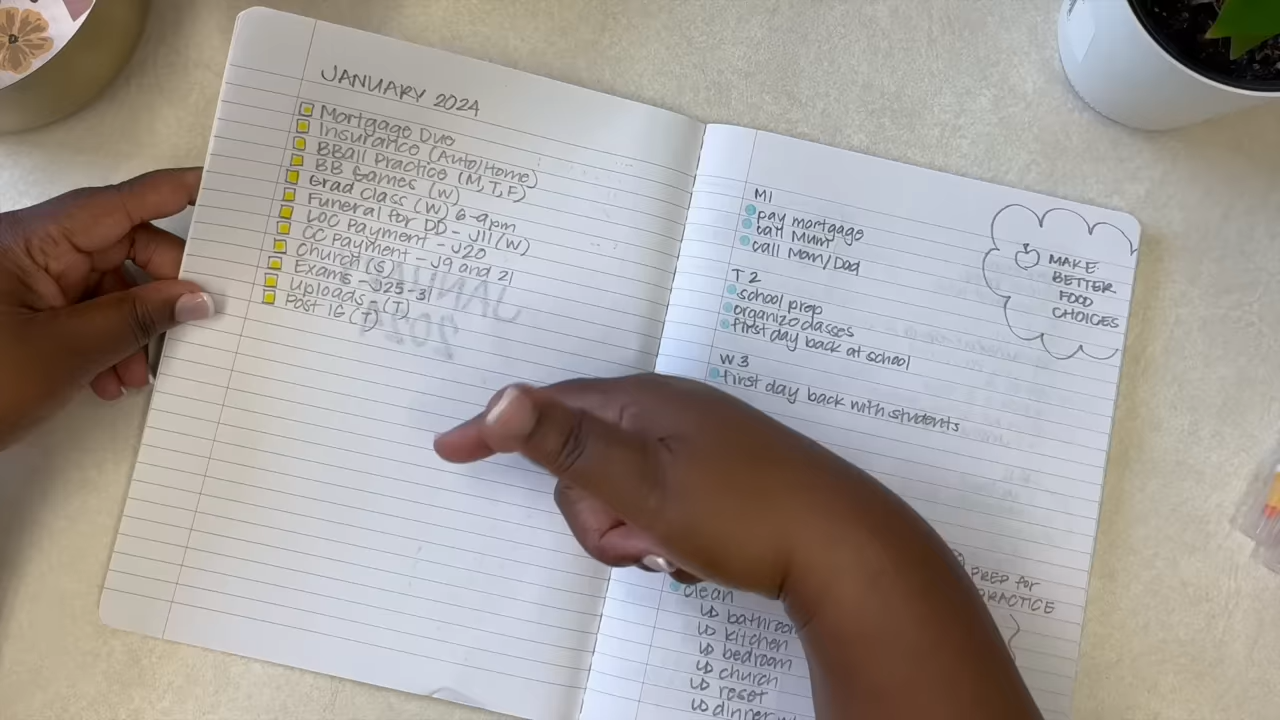 JANUARY 2024
Mortgage Due
Insurance (Auto/Home)
BBall Practice (M, T, F)
BB Games (W)
Grad Class (W) 6-9pm
Funeral for DD - J11 (W)
LOC Payment - J20
CC Payment - J9 and 21
Church (S)
Exams - J25-31
Uploads - (T)
Post IG (T)
M1
pay mortgage
call Mum
call Mom/Dad
T 2
school prep
organize classes
first day back at school
W 3
first day back with students
MAKE
BETTER
FOOD
CHOICES
PREP for
PRACTICE
clean
bathroom
kitchen
bedroom
church
reset
dinner